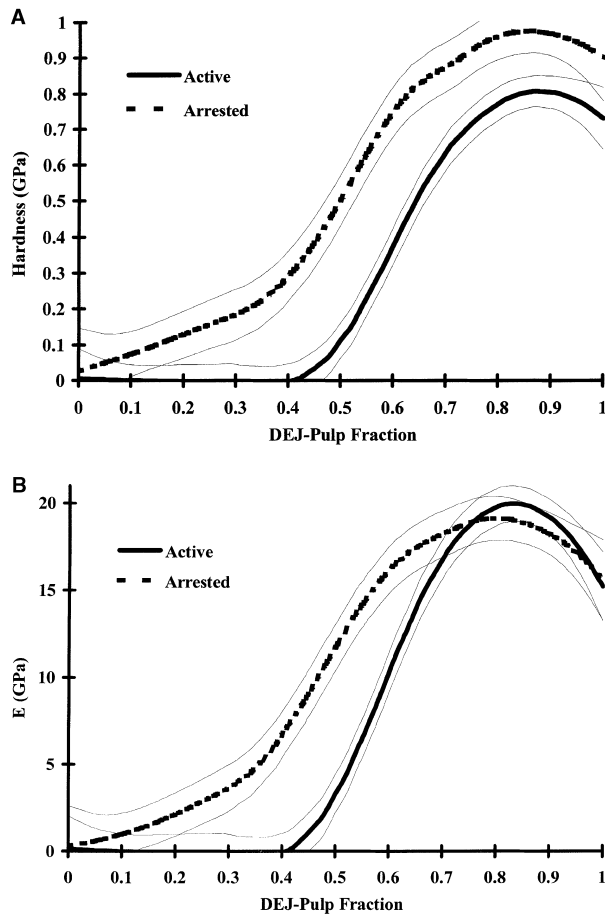 A
Hardness (GPa)
1
0.9
0.8
0.7
0.6
0.5
0.4
0.3
0.2
0.1
0
Active
Arrested
0 0.1 0.2 0.3 0.4 0.5 0.6 0.7 0.8 0.9 1
DEJ-Pulp Fraction
B
E (GPa)
20
15
10
5
0
Active
Arrested
0 0.1 0.2 0.3 0.4 0.5 0.6 0.7 0.8 0.9 1
DEJ-Pulp Fraction